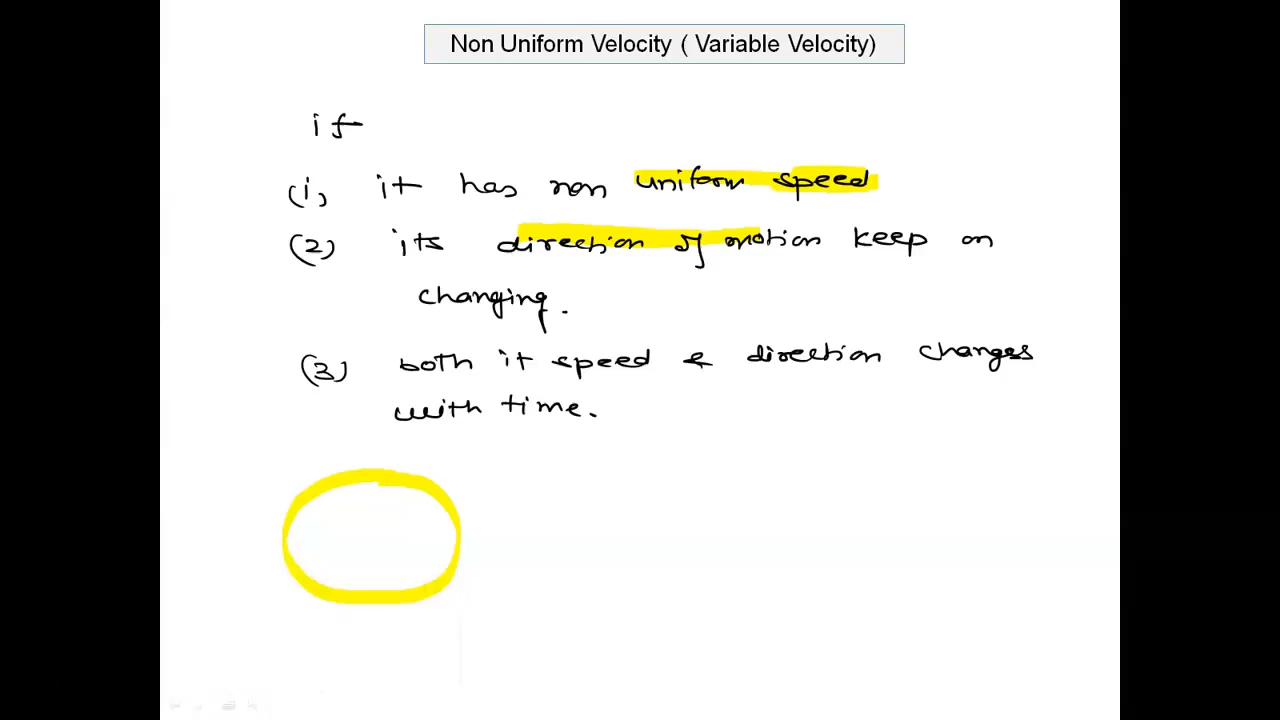 Non Uniform Velocity ( Variable Velocity)
if
(i) it has non uniform speed
(2) its direction of motion keep on
changing.
(3) both it speed & direction changes
with time.